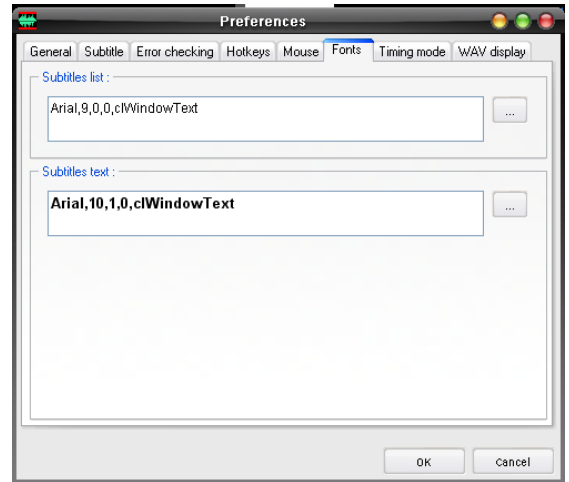 Preferences
General Subtitle Error checking Hotkeys Mouse Fonts Timing mode WAV display
Subtitles list :
Arial,9,0,0,clWindowText
...
Subtitles text :
Arial,10,1,0,clWindowText
...
OK Cancel